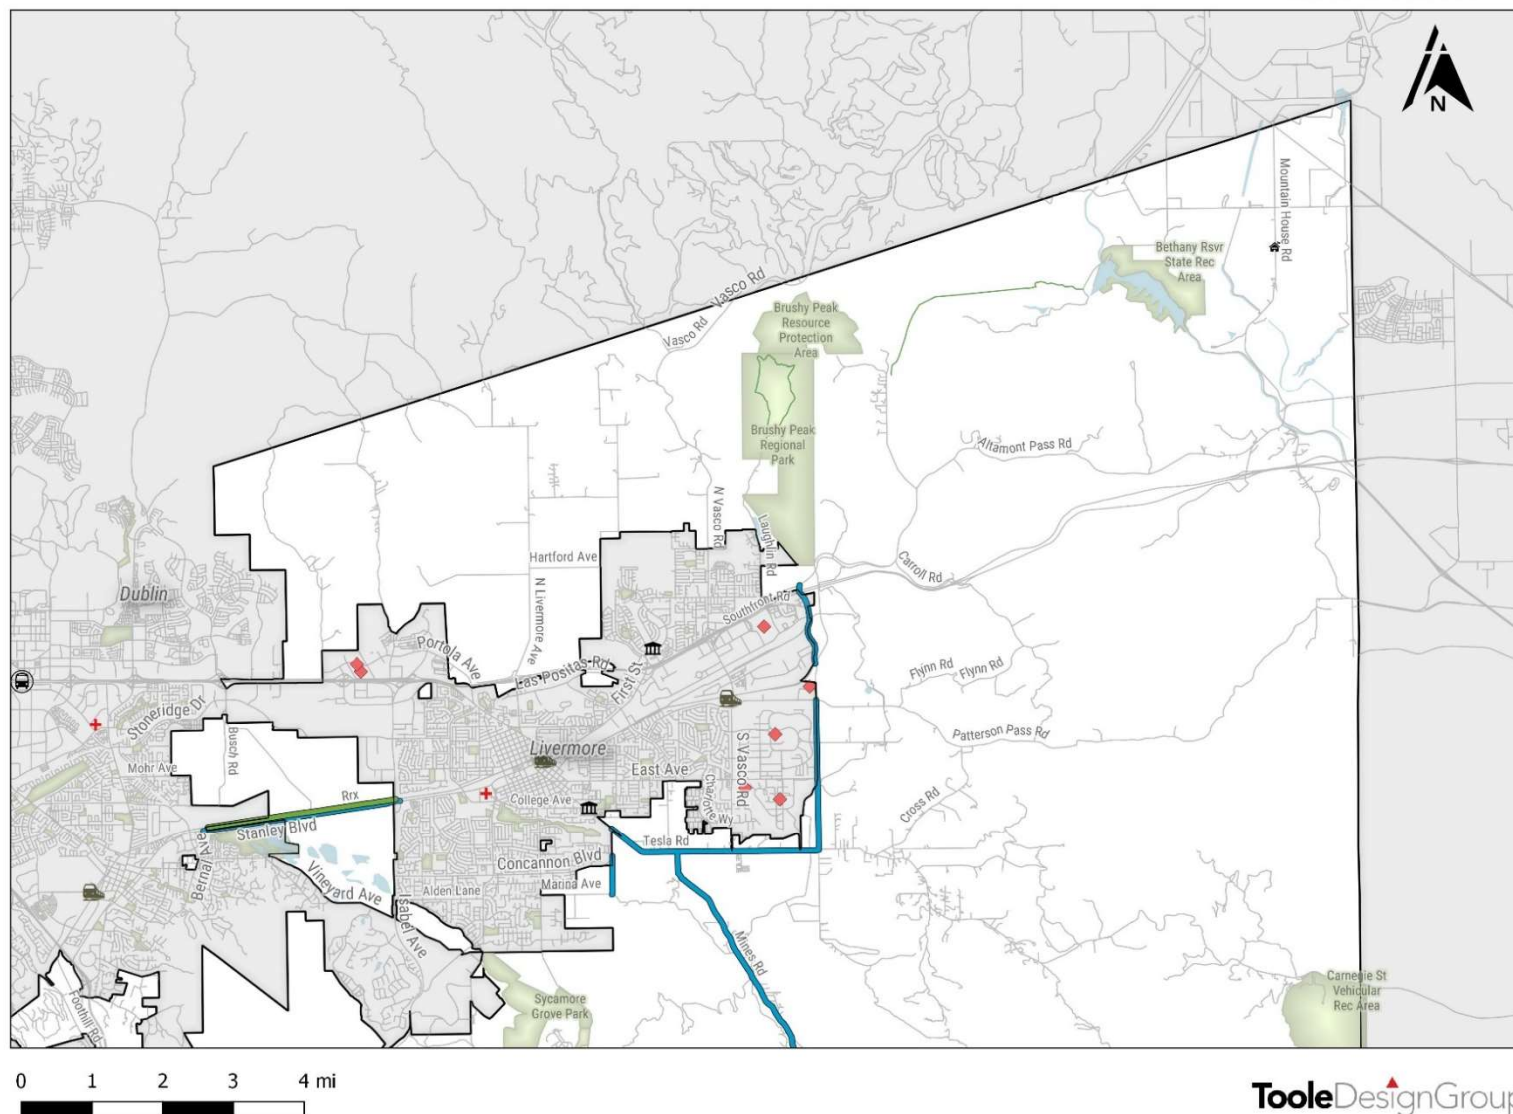 N
Mountain House Rd
Bethany Rsvr
State Rec
Area
Vasco Rd
Vasco Rd
Brushy Peak
Resource
Protection
Area
Brushy Peak
Regional
Park
Altamont Pass Rd
N Vasco Rd
Laughlin Rd
Hartford Ave
Carroll Rd
Dublin
N Livermore Ave
Southfront Rd
Portola Ave
Las Positas Rd
First St
Flynn Rd
Flynn Rd
Stoneridge Dr
Patterson Pass Rd
Busch Rd
Livermore
S Vasco Rd
Mohr Ave
East Ave
Rrx
College Ave
Charlotte Wy
Cross Rd
Stanley Blvd
Tesla Rd
Bernal Ave
Concannon Blvd
Vineyard Ave
Alden Lane
Marina Ave
Isabel Ave
Mines Rd
Sycamore
Grove Park
Carnegie St
Vehicular
Rec Area
Foothill Rd
0 1 2 3 4 mi
TooleDesignGroup